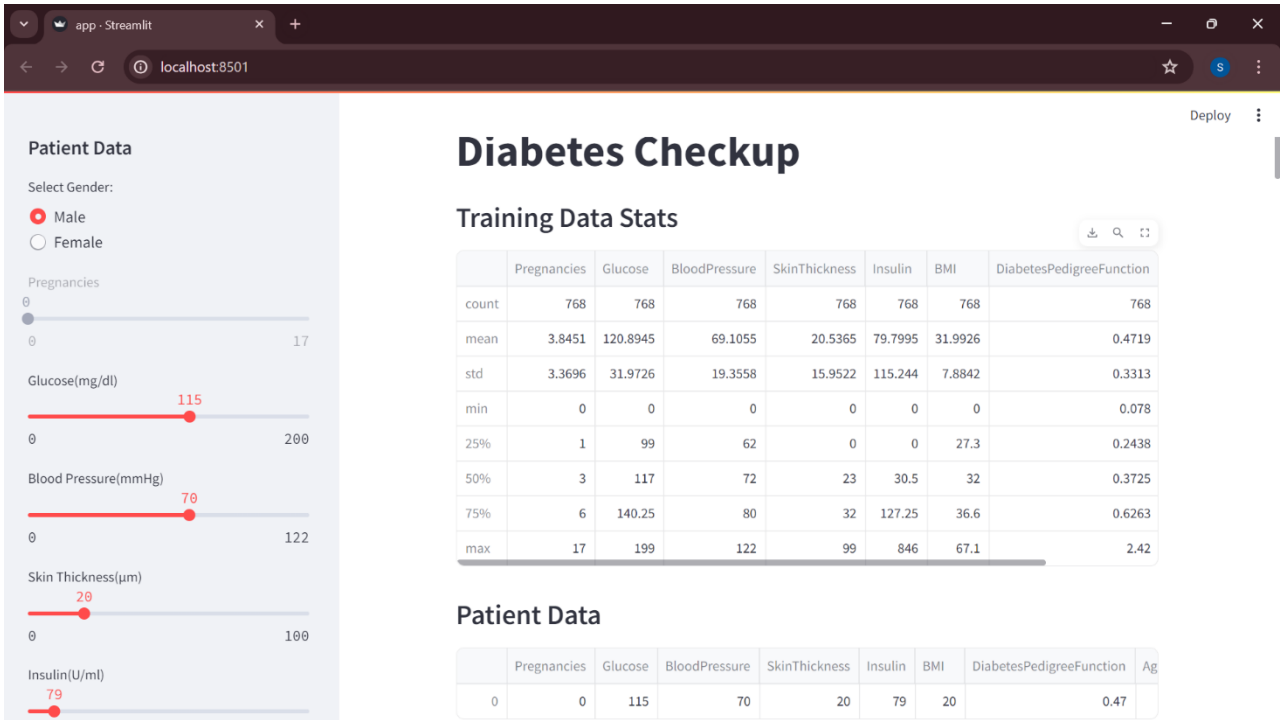 app · Streamlit
localhost:8501
S
Deploy
Patient Data
Select Gender:
Male
Female
Pregnancies
0
0 17
Glucose(mg/dl)
115
0 200
Blood Pressure(mmHg)
70
0 122
Skin Thickness(μm)
20
0 100
Insulin(U/ml)
79
Diabetes Checkup
Training Data Stats
Pregnancies Glucose BloodPressure SkinThickness Insulin BMI DiabetesPedigreeFunction
count 768 768 768 768 768 768 768
mean 3.8451 120.8945 69.1055 20.5365 79.7995 31.9926 0.4719
std 3.3696 31.9726 19.3558 15.9522 115.244 7.8842 0.3313
min 0 0 0 0 0 0 0.078
25% 1 99 62 0 0 27.3 0.2438
50% 3 117 72 23 30.5 32 0.3725
75% 6 140.25 80 32 127.25 36.6 0.6263
max 17 199 122 99 846 67.1 2.42
Patient Data
Pregnancies Glucose BloodPressure SkinThickness Insulin BMI DiabetesPedigreeFunction Ag
0 0 115 70 20 79 20 0.47